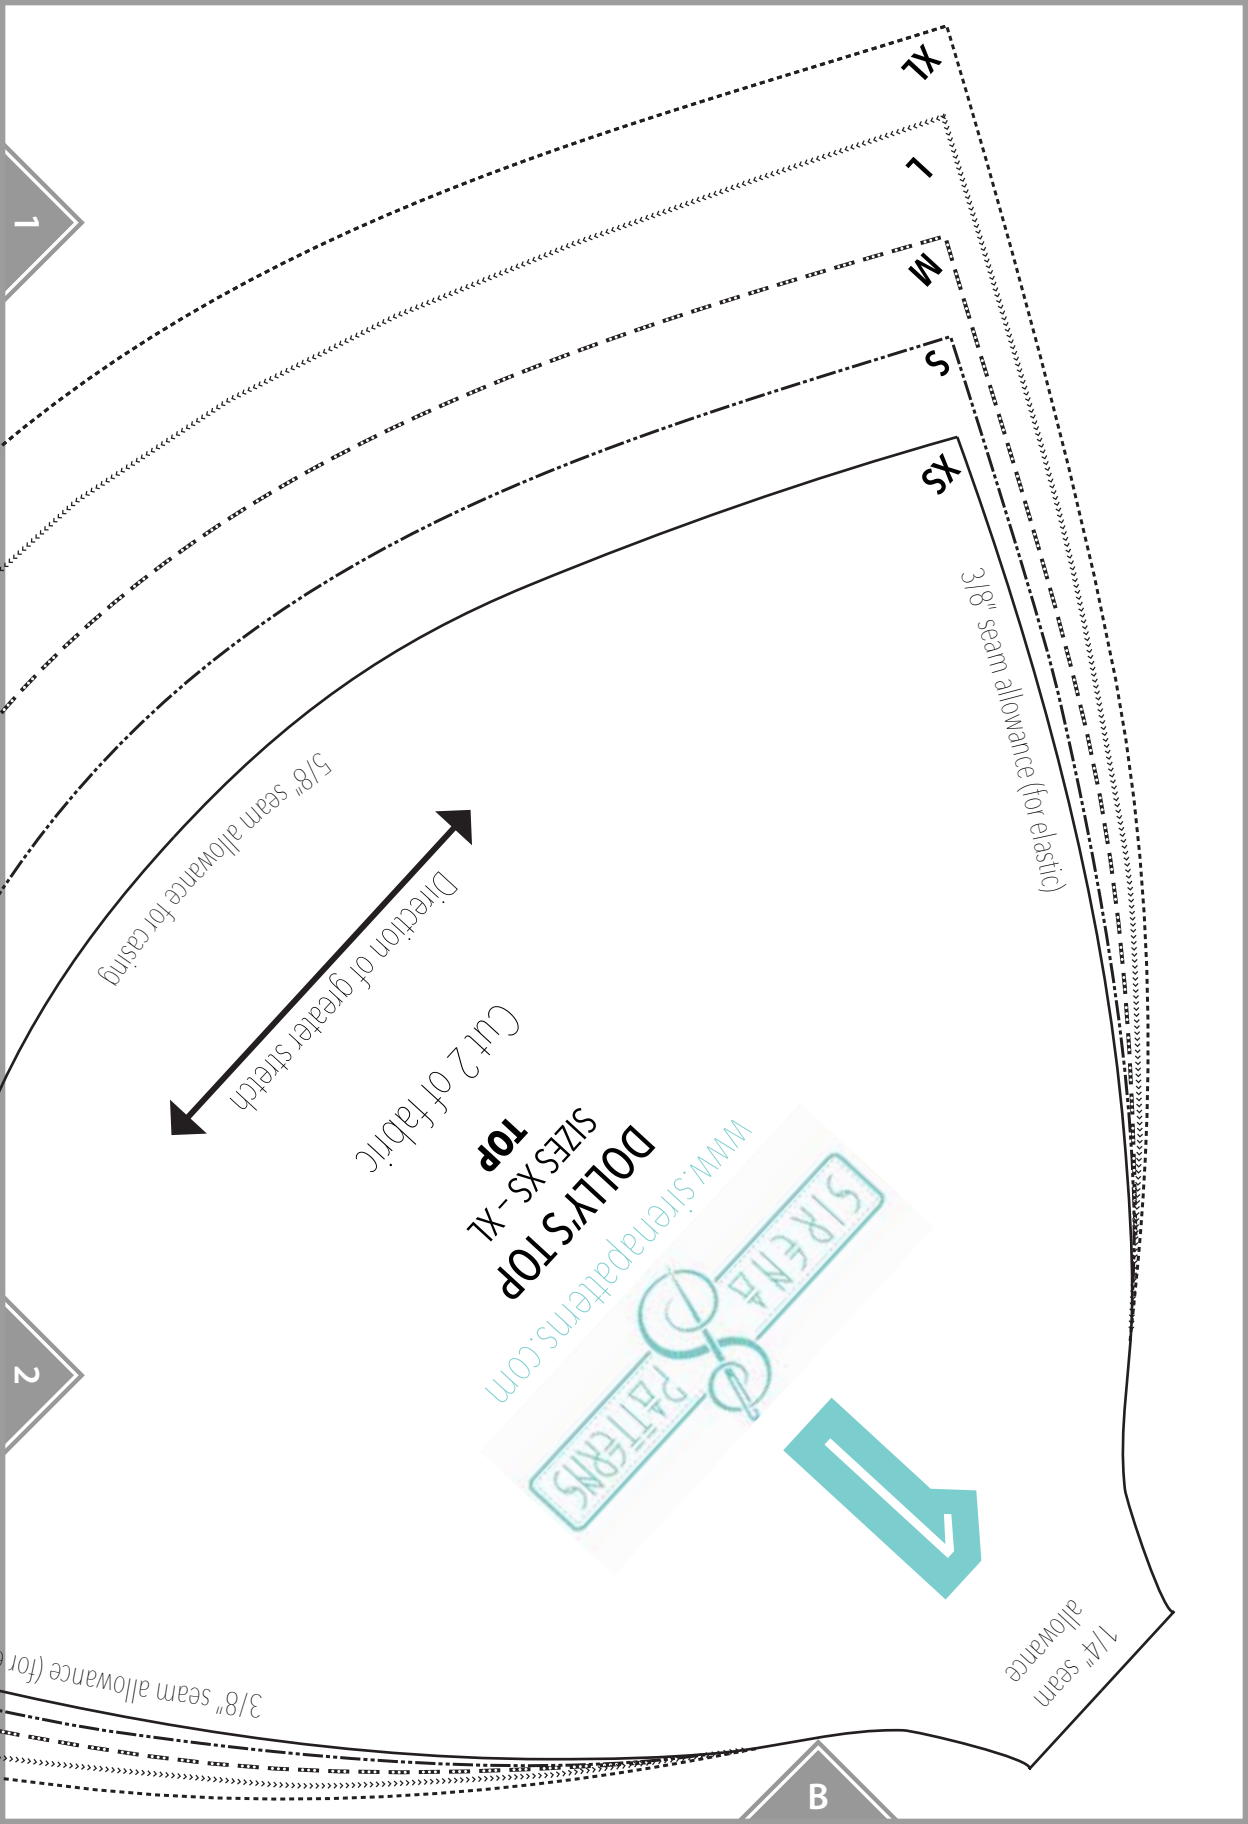 XL
L
M
S
XS
1
3/8" seam allowance (for elastic)
5/8" seam allowance for casing
Direction of greater stretch
Cut 2 of fabric
TOP
SIZES XS - XL
DOLLY'S TOP
www.sirenapatterns.com
SIRENA
PATTERNS
2
1/4" seam
allowance
3/8" seam allowance (for e
B